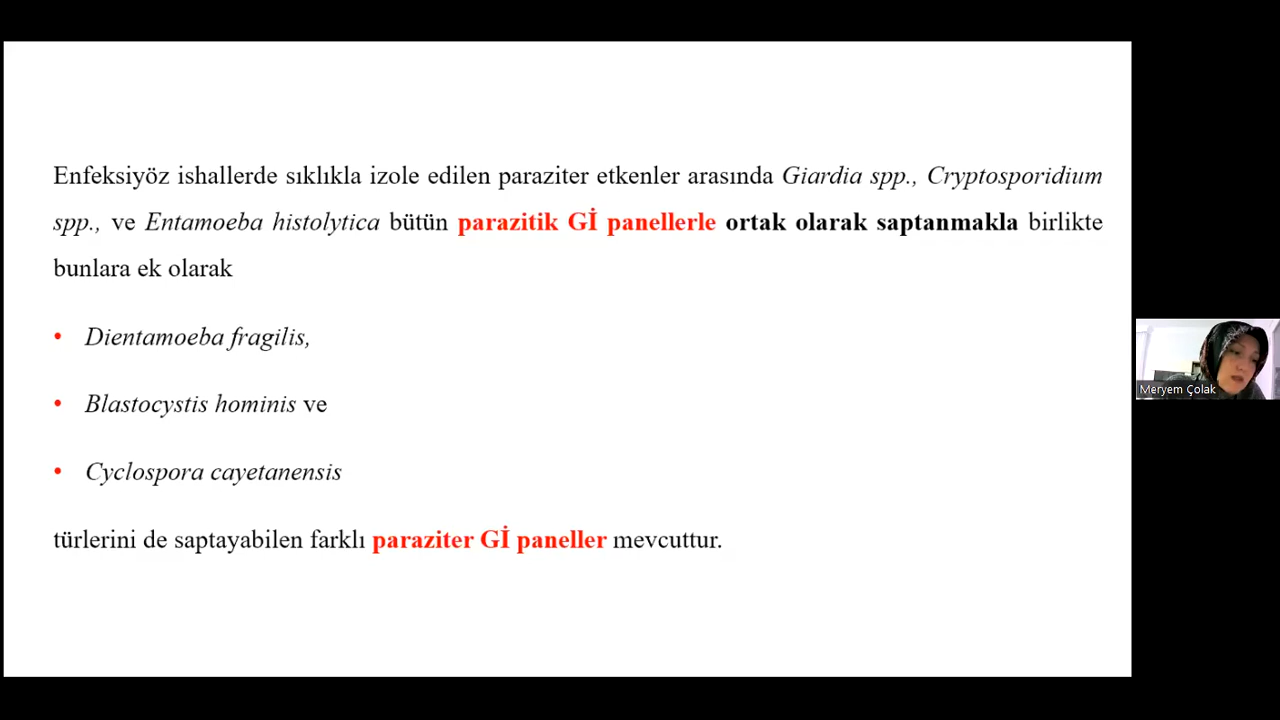 Enfeksiyöz ishallerde sıklıkla izole edilen paraziter etkenler arasında Giardia spp., Cryptosporidium
spp., ve Entamoeba histolytica bütün parazitik Gİ panellerle ortak olarak saptanmakla birlikte
bunlara ek olarak
• Dientamoeba fragilis,
• Blastocystis hominis ve
• Cyclospora cayetanensis
türlerini de saptayabilen farklı paraziter Gİ paneller mevcuttur.
Meryem Çolak